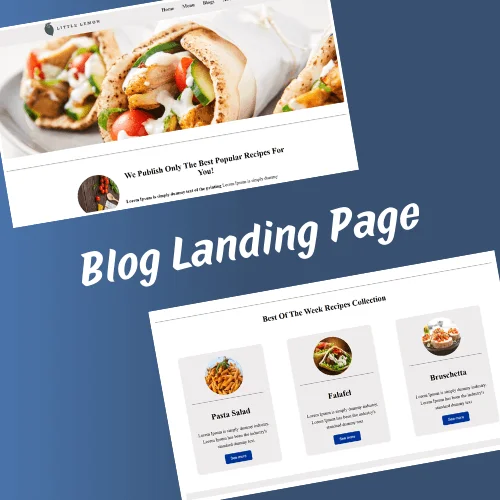 LITTLE LEMON
Home Menu Blogs
We Publish Only The Best Popular Recipes For
You!
Lorem Ipsum is simply dummy text of the printing Lorem Ipsum is simply dummy
Blog Landing Page
Best Of The Week Recipes Collection
Pasta Salad
Lorem Ipsum is simply dummy industry.
Lorem Ipsum has been the industry's
standard dummy text
See more
Falafel
Lorem Ipsum is simply dummy industry.
Lorem Ipsum has been the industry's
standard dummy text
See more
Bruschetta
Lorem Ipsum is simply dummy industry.
Lorem Ipsum has been the industry's
standard dummy text
See more